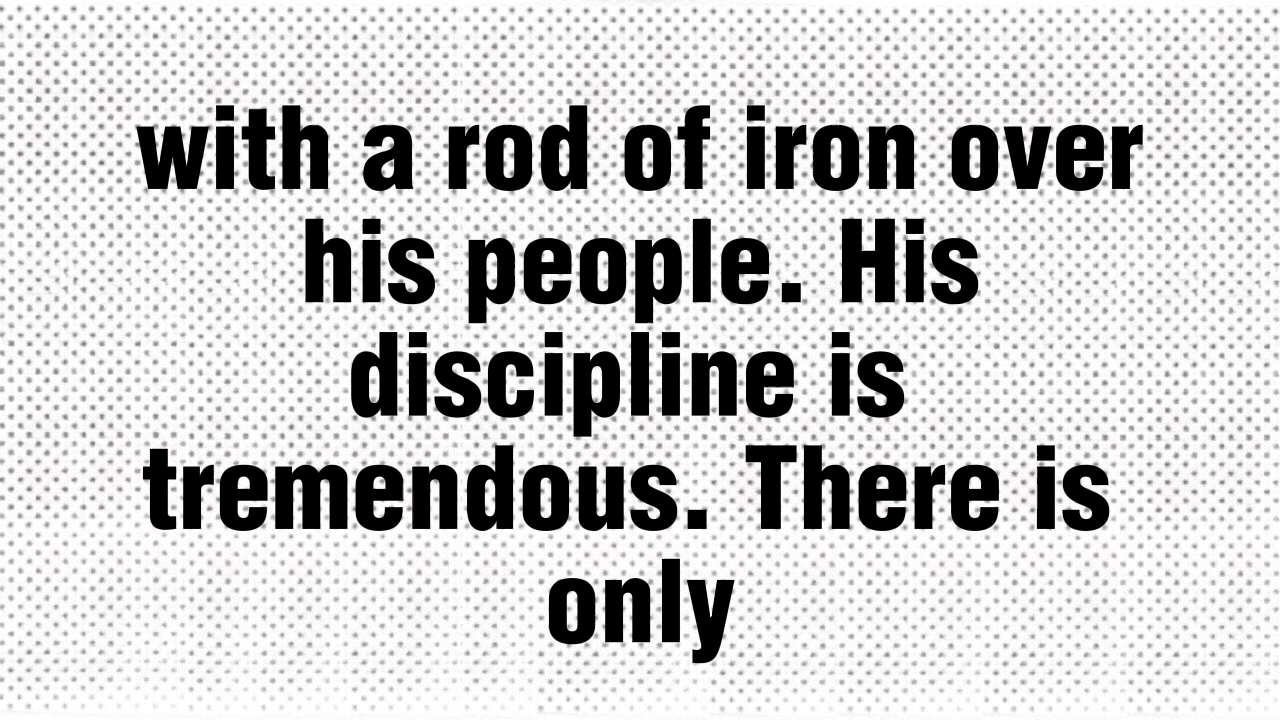 with a rod of iron over
his people. His
discipline is
tremendous. There is
only